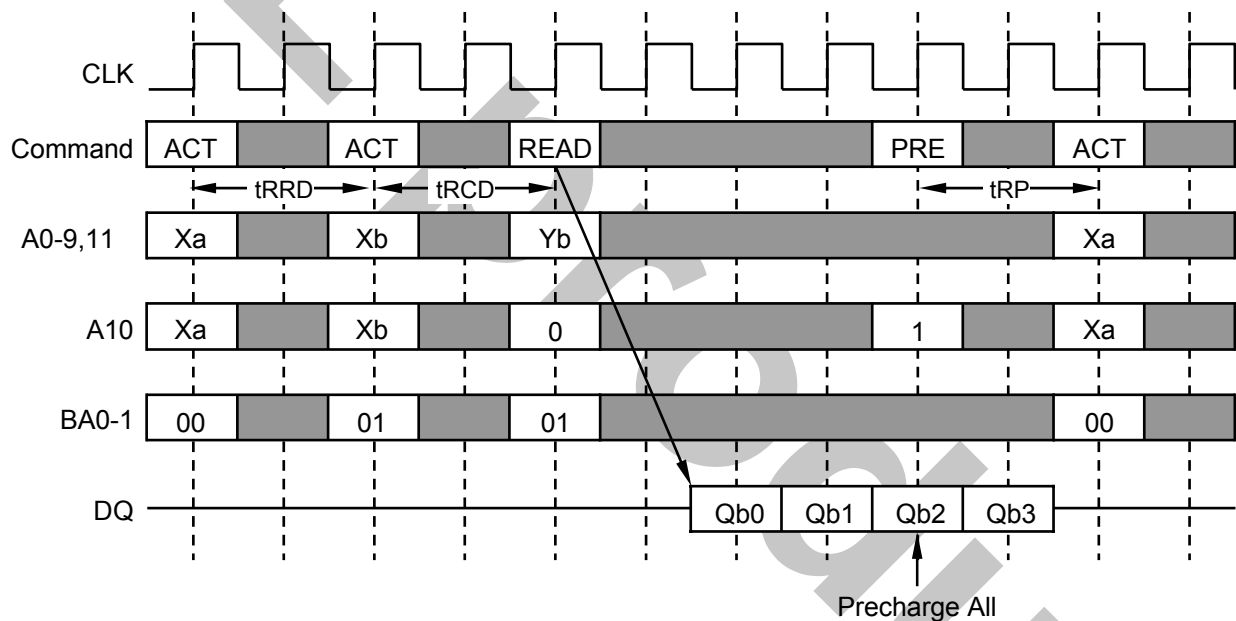 CLK
Command ACT ACT READ PRE ACT
tRRD tRCD tRP
A0-9,11 Xa Xb Yb Xa
A10 Xa Xb 0 1 Xa
BA0-1 00 01 01 00
DQ Qb0 Qb1 Qb2 Qb3
Precharge All